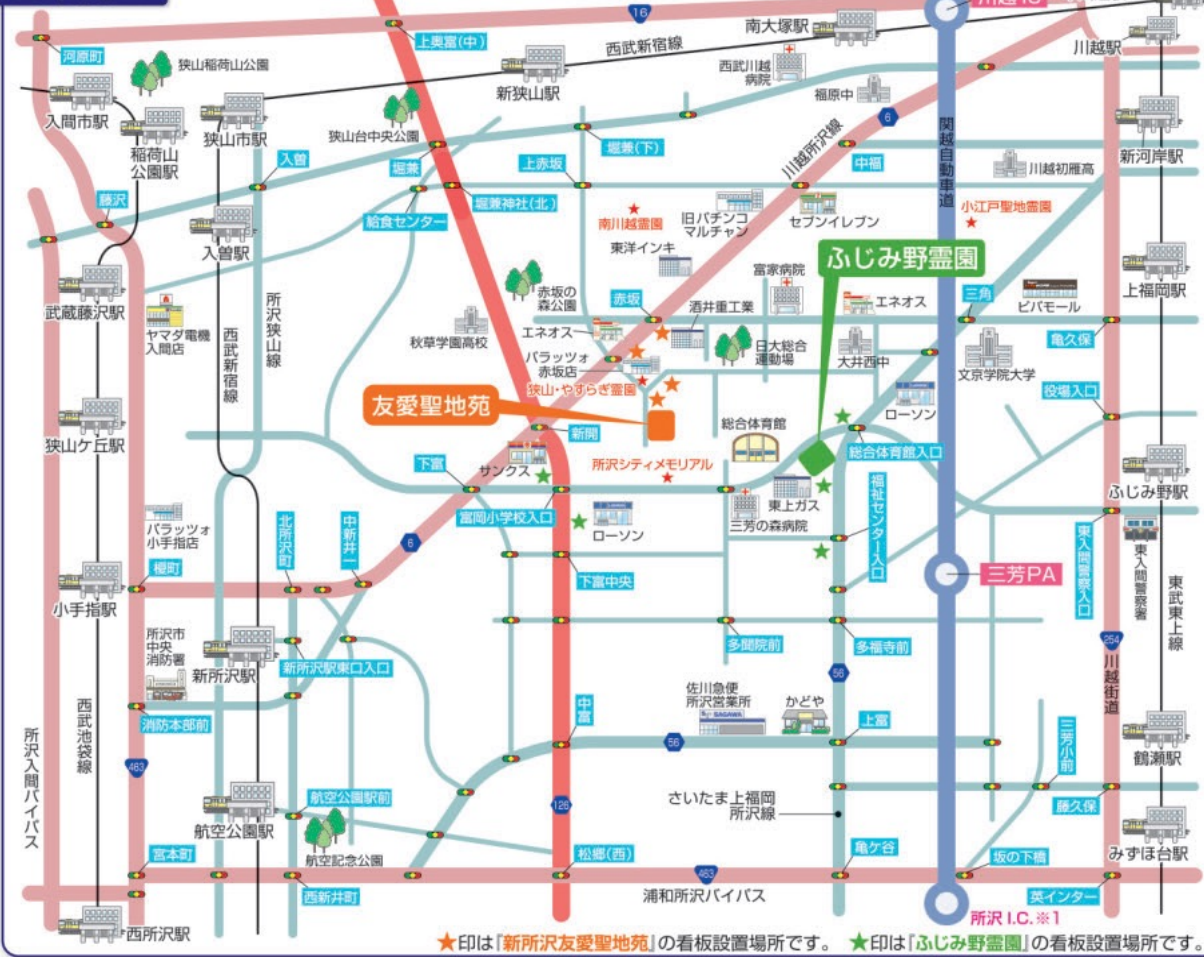 16
川越IC
河原町
上奥富(中)
西武新宿線
南大塚駅
川越駅
狭山稲荷山公園
新狭山駅
西武川越
病院
福原中
入間市駅
稲荷山
公園駅
狭山市駅
狭山台中央公園
堀兼
上赤坂
堀兼(下)
川越所沢線
6
中福
関越自動車道
川越初雁高
新河岸駅
入曽
藤沢
給食センター
堀兼神社(北)
南川越霊園
旧パチンコ
マルチャン
セブンイレブン
小江戸聖地霊園
入曽駅
東洋インキ
ふじみ野霊園
武蔵藤沢駅
ヤマダ電機
入間店
西武新宿線
所沢狭山線
赤坂の
森公園
赤坂
富家病院
酒井重工業
エネオス
三角
ビバモール
上福岡駅
亀久保
秋草学園高校
エネオス
パラッツォ
赤坂店
日大総合
運動場
大井西中
文京学院大学
狭山・やすらぎ霊園
友愛聖地苑
ローソン
役場入口
狭山ケ丘駅
新開
総合体育館
総合体育館入口
下富
サンクス
所沢シティメモリアル
ふじみ野駅
富岡小学校入口
ローソン
三芳の森病院
東上ガス
福祉センター入口
パラッツォ
小手指店
北所沢町
中新井一
6
東入間警察入口
東入間警察署
東武東上線
榎町
小手指駅
下富中央
三芳PA
所沢市
中央
消防署
新所沢駅
新所沢駅東口入口
多聞院前
多福寺前
254
川越街道
56
消防本部前
西武池袋線
所沢入間バイパス
463
中富
佐川急便
所沢営業所
SAGAWA
かどや
上富
56
三芳小前
鶴瀬駅
航空公園駅前
航空公園駅
航空記念公園
126
さいたま上福岡
所沢線
藤久保
みずほ台駅
宮本町
西新井町
松郷(西)
463
浦和所沢バイパス
亀ケ谷
坂の下橋
英インター
西所沢駅
所沢 I.C.※1
★印は『新所沢友愛聖地苑』の看板設置場所です。 ★印は『ふじみ野霊園』の看板設置場所です。